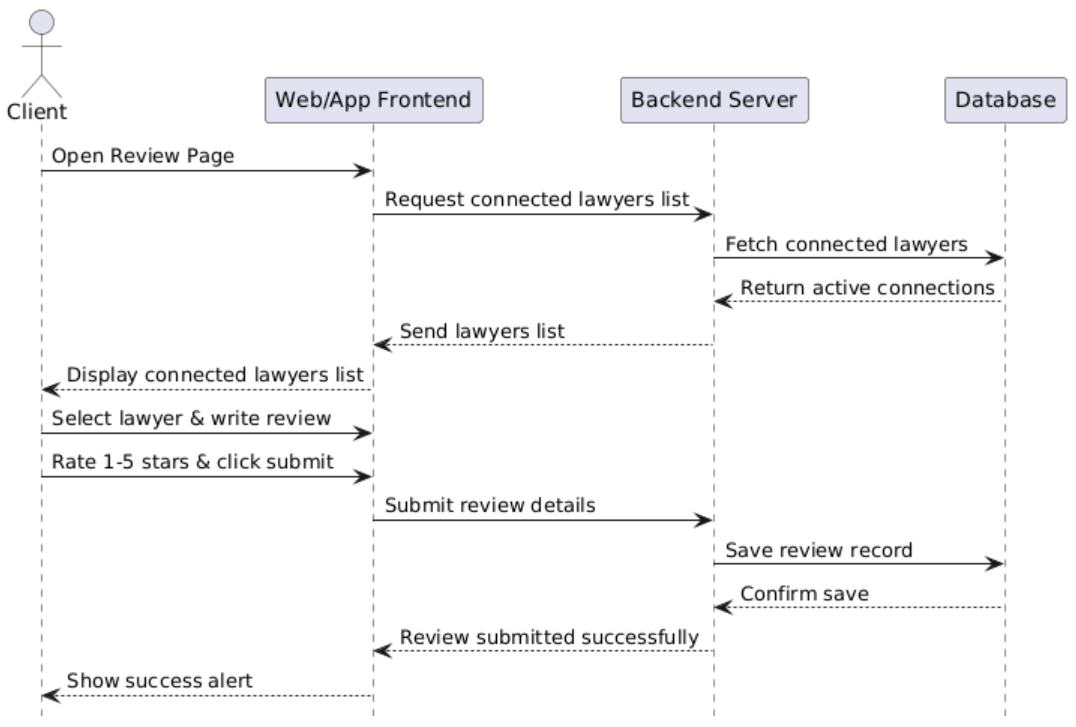 Client
Web/App Frontend
Backend Server
Database
Open Review Page
Request connected lawyers list
Fetch connected lawyers
Return active connections
Send lawyers list
Display connected lawyers list
Select lawyer & write review
Rate 1-5 stars & click submit
Submit review details
Save review record
Confirm save
Review submitted successfully
Show success alert